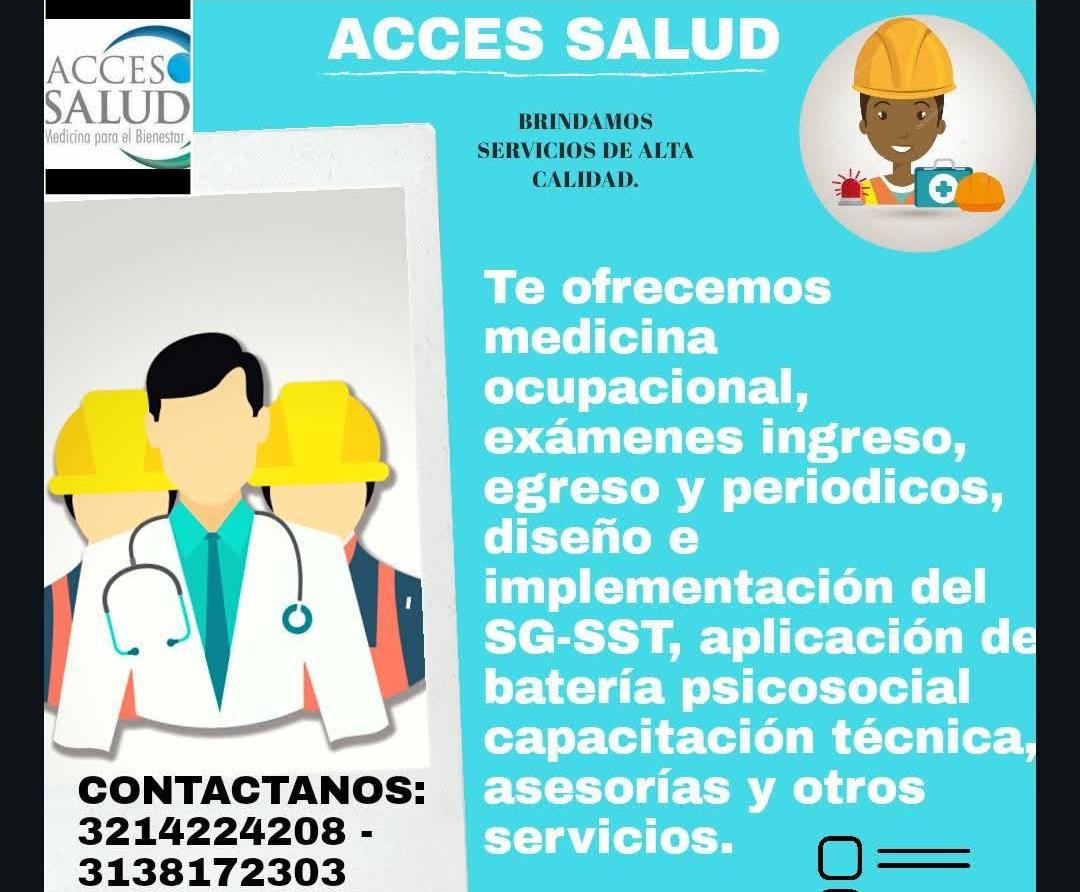 ACCESO
SALUD
Medicina para el Bienestar
ACCES SALUD
BRINDAMOS
SERVICIOS DE ALTA
CALIDAD.
Te ofrecemos
medicina
ocupacional,
exámenes ingreso,
egreso y periodicos,
diseño e
implementación del
SG-SST, aplicación de
batería psicosocial
capacitación técnica,
asesorías y otros
servicios.
CONTACTANOS:
3214224208 -
3138172303